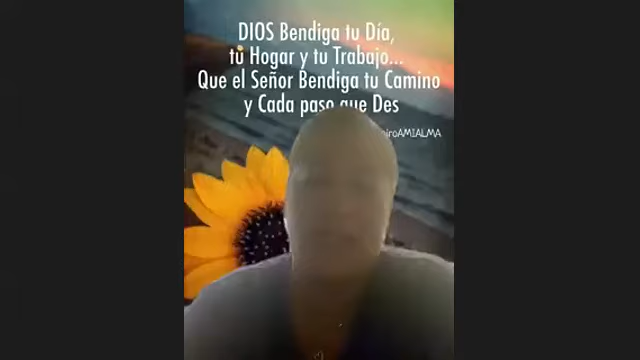 DIOS Bendiga tu Día,
tu Hogar y tu Trabajo...
Que el Señor Bendiga tu Camino
y Cada paso que Des